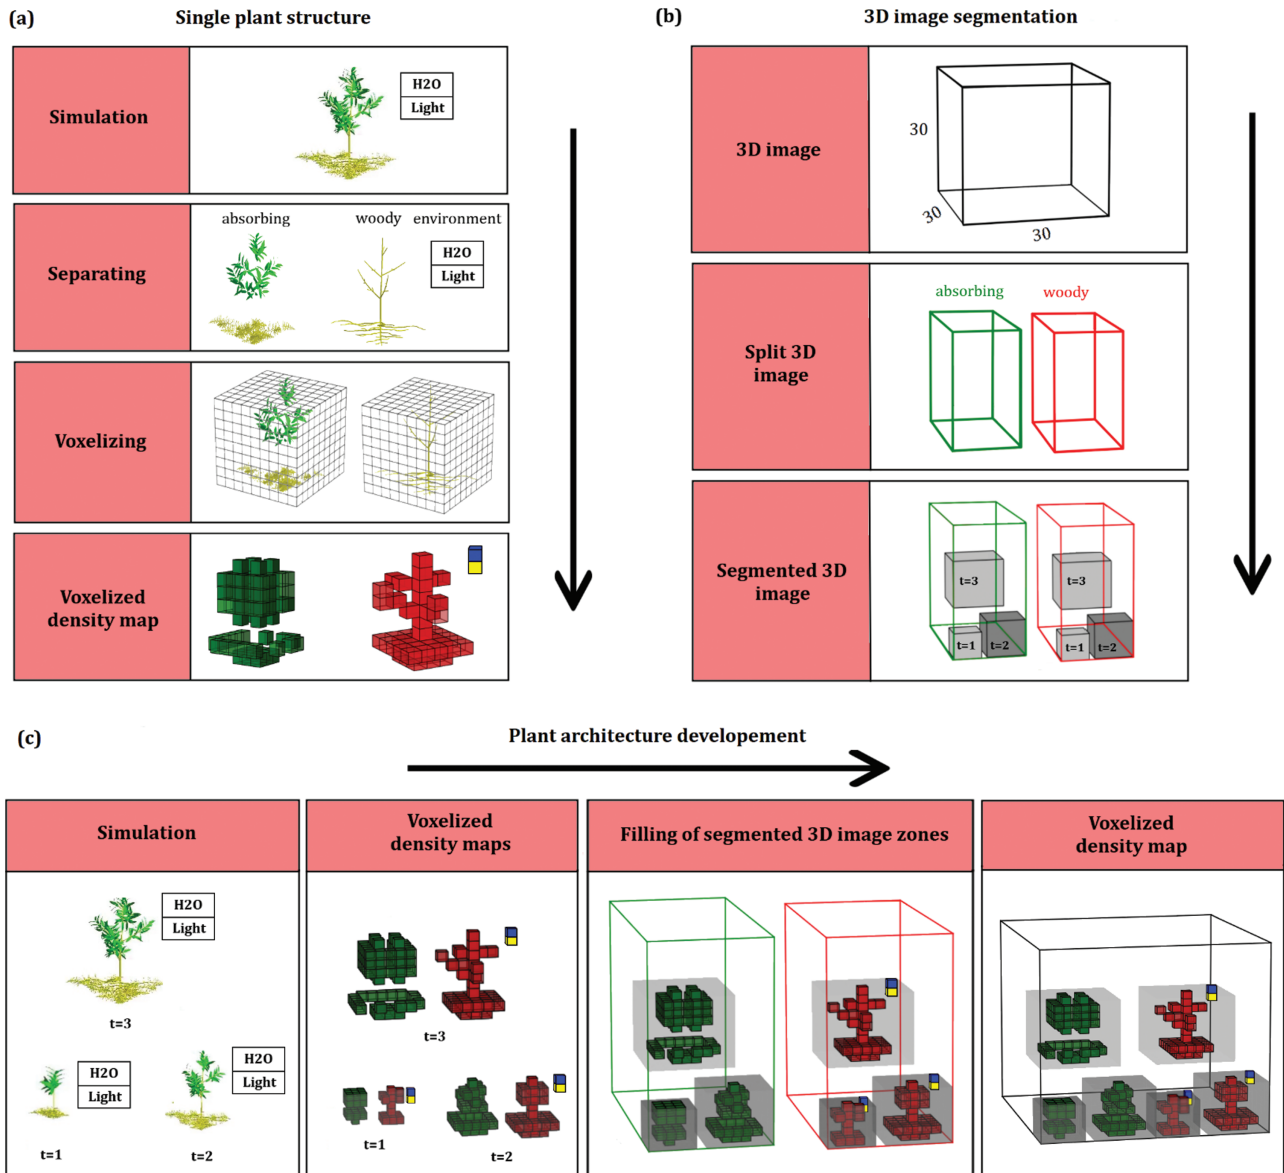 (a)
Single plant structure
Simulation
H2O
Light
Separating
absorbing
woody
environment
H2O
Light
Voxelizing
Voxelized
density map
(b)
3D image segmentation
3D image
30
30
30
Split 3D
image
absorbing
woody
Segmented 3D
image
t=3
t=1
t=2
t=3
t=1
t=2
(c)
Plant architecture developement
Simulation
H2O
Light
t=3
H2O
Light
t=1
H2O
Light
t=2
Voxelized
density maps
t=3
t=1
t=2
Filling of segmented 3D image zones
Voxelized
density map